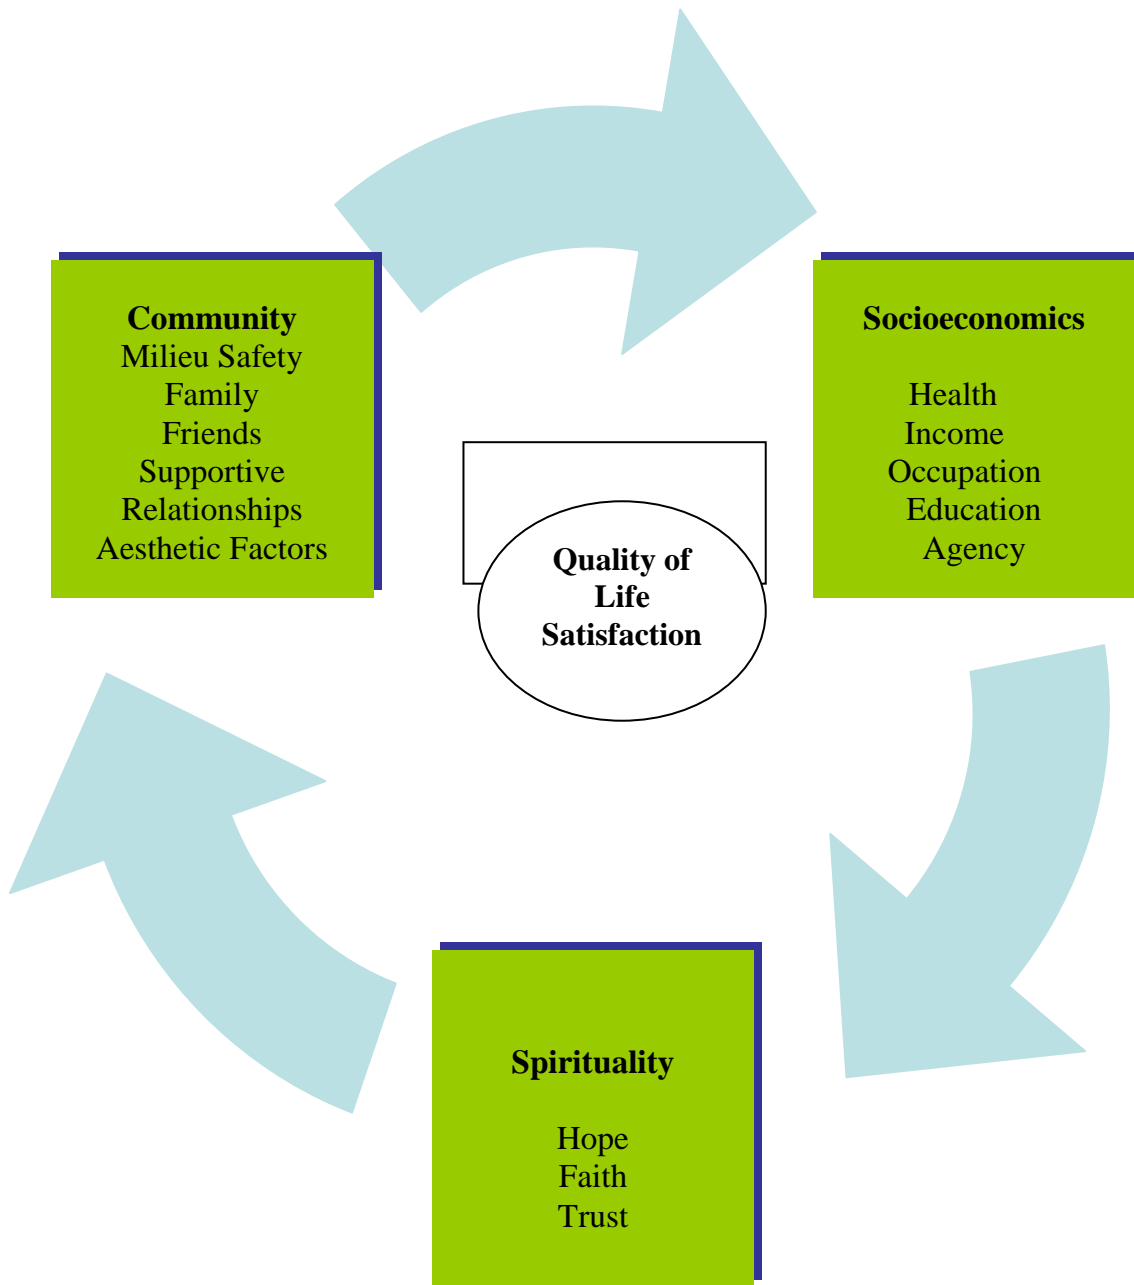 Community
Milieu Safety
Family
Friends
Supportive
Relationships
Aesthetic Factors
Socioeconomics
Health
Income
Occupation
Education
Agency
Quality of
Life
Satisfaction
Spirituality
Hope
Faith
Trust